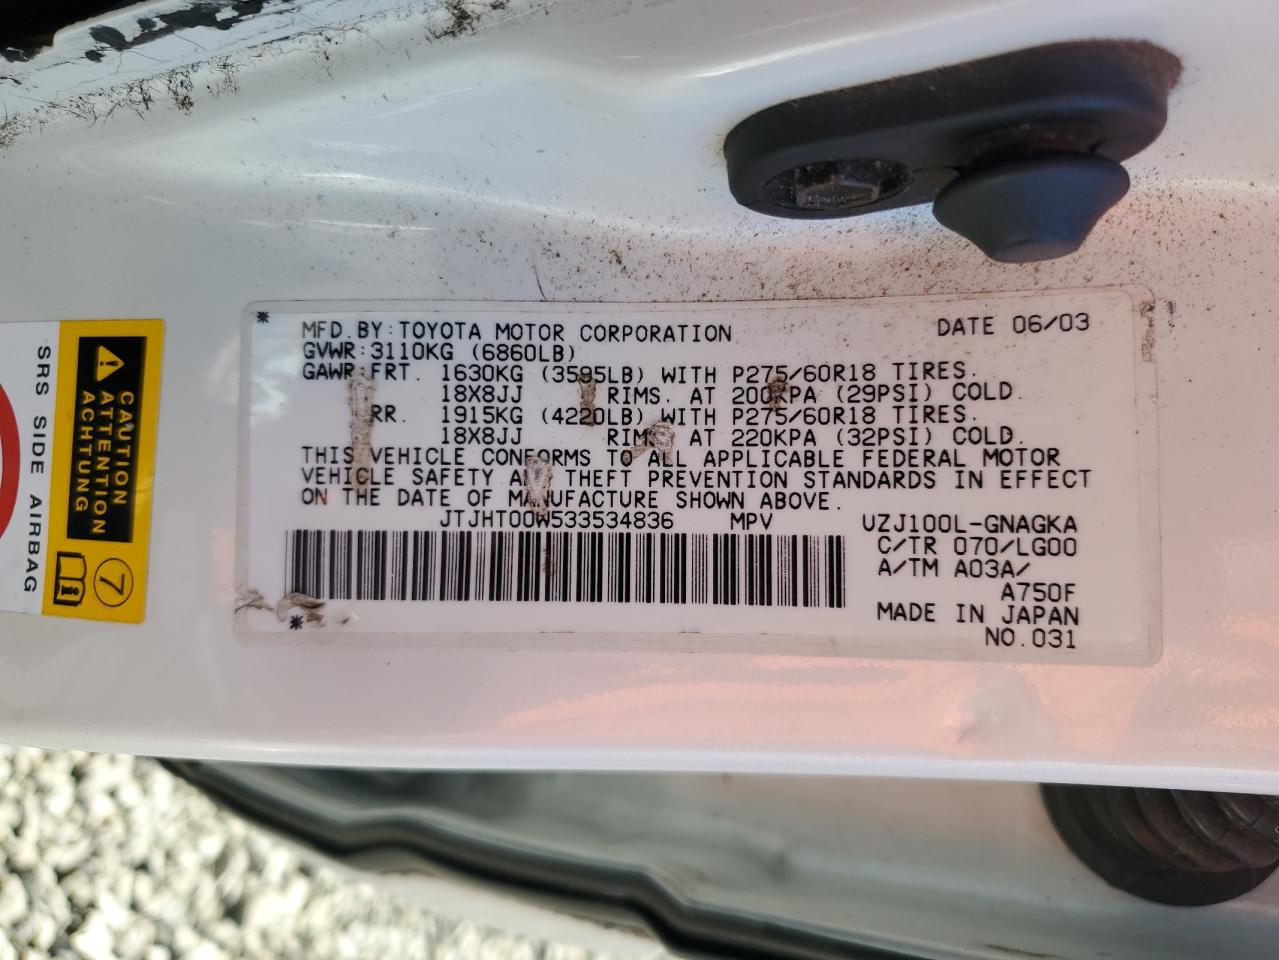 *
MFD. BY: TOYOTA MOTOR CORPORATION DATE 06/03
GVWR: 3110KG (6860LB)
GAWR: FRT. 1630KG (3595LB) WITH P275/60R18 TIRES.
18X8JJ RIMS. AT 200KPA (29PSI) COLD.
RR. 1915KG (4220LB) WITH P275/60R18 TIRES.
18X8JJ RIMS. AT 220KPA (32PSI) COLD.
THIS VEHICLE CONFORMS TO ALL APPLICABLE FEDERAL MOTOR
VEHICLE SAFETY AND THEFT PREVENTION STANDARDS IN EFFECT
ON THE DATE OF MANUFACTURE SHOWN ABOVE.
JTJHT00W533534836 MPV UZJ100L-GNAGKA
C/TR 070/LG00
A/TM A03A/
A750F
MADE IN JAPAN
*
NO.031
SRS SIDE AIRBAG
CAUTION
ATTENTION
ACHTUNG
7